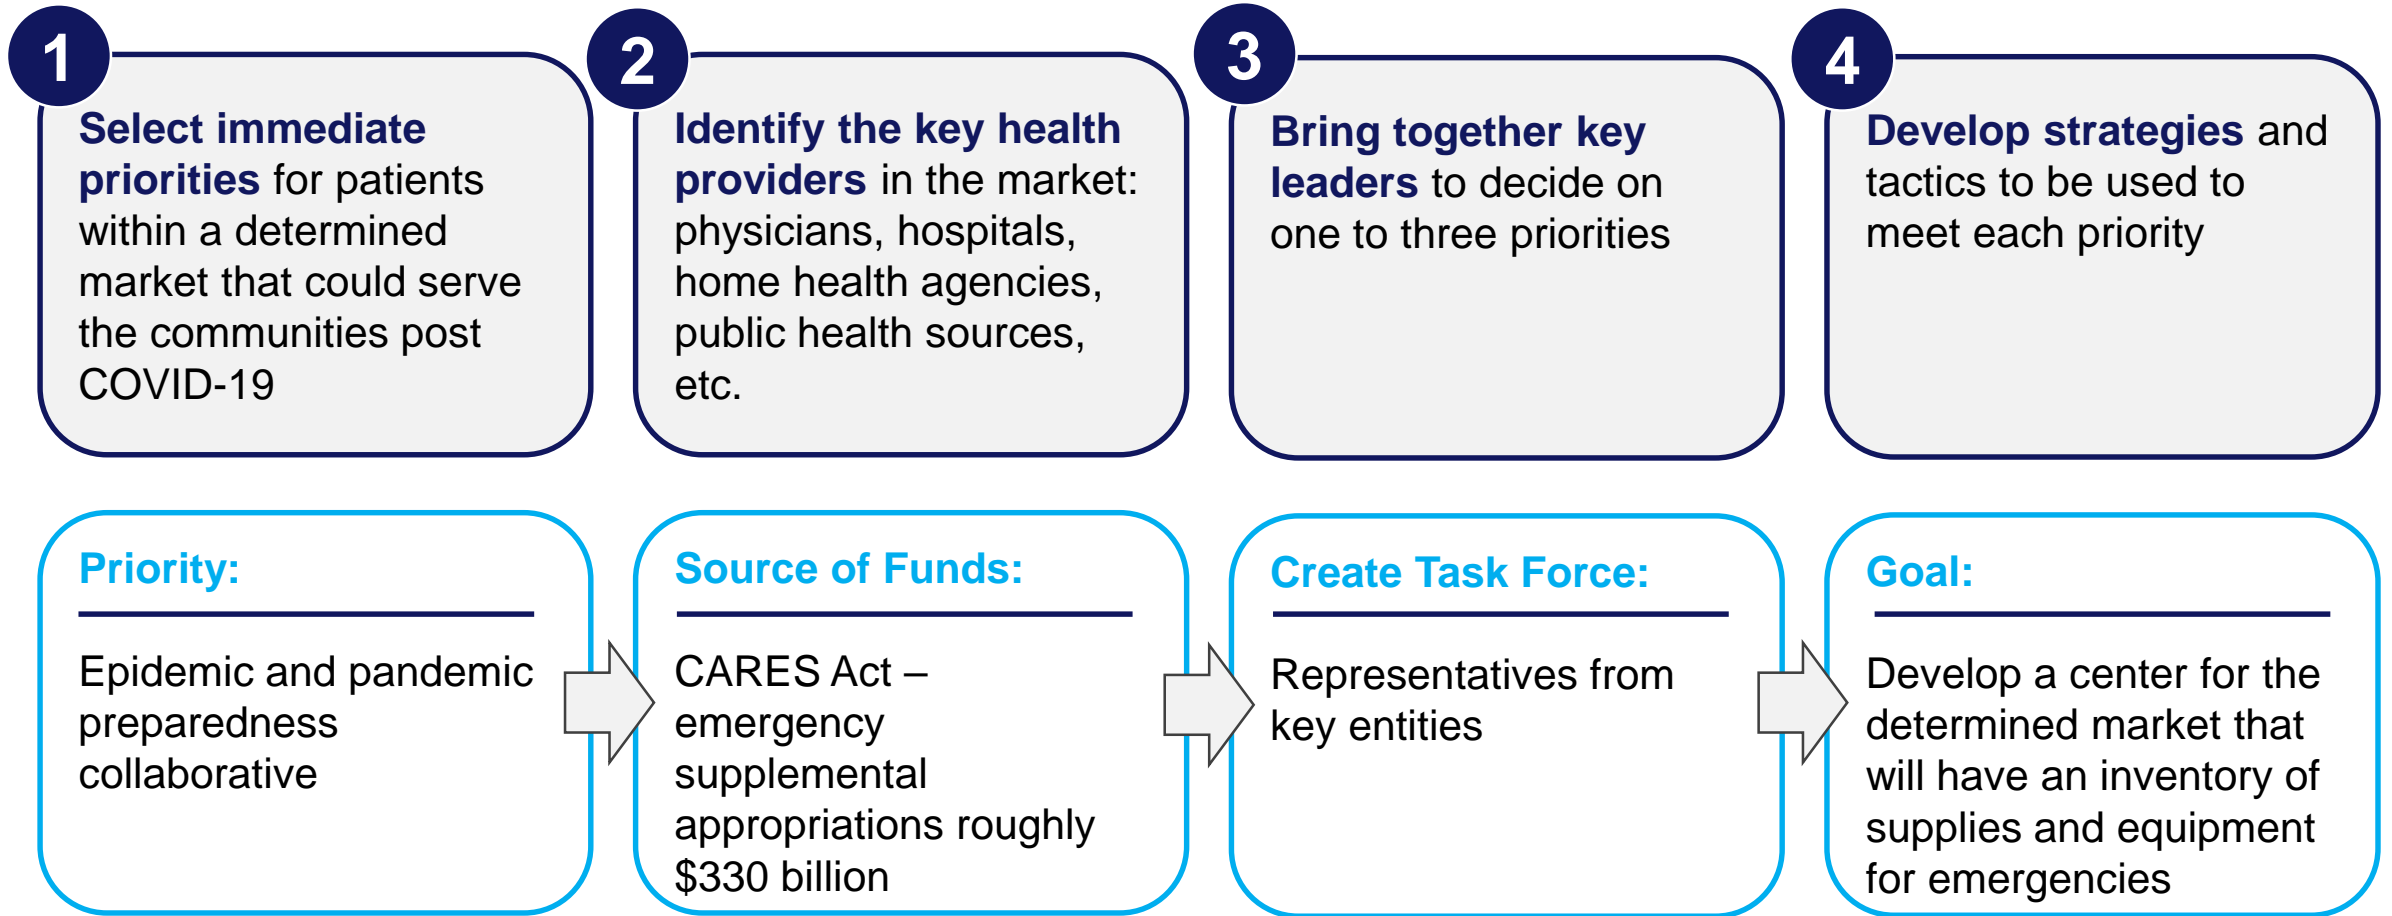 1
Select immediate
priorities for patients
within a determined
market that could serve
the communities post
COVID-19
2
Identify the key health
providers in the market:
physicians, hospitals,
home health agencies,
public health sources,
etc.
3
Bring together key
leaders to decide on
one to three priorities
4
Develop strategies and
tactics to be used to
meet each priority
Priority:
Epidemic and pandemic
preparedness
collaborative
Source of Funds:
CARES Act –
emergency
supplemental
appropriations roughly
$330 billion
Create Task Force:
Representatives from
key entities
Goal:
Develop a center for the
determined market that
will have an inventory of
supplies and equipment
for emergencies